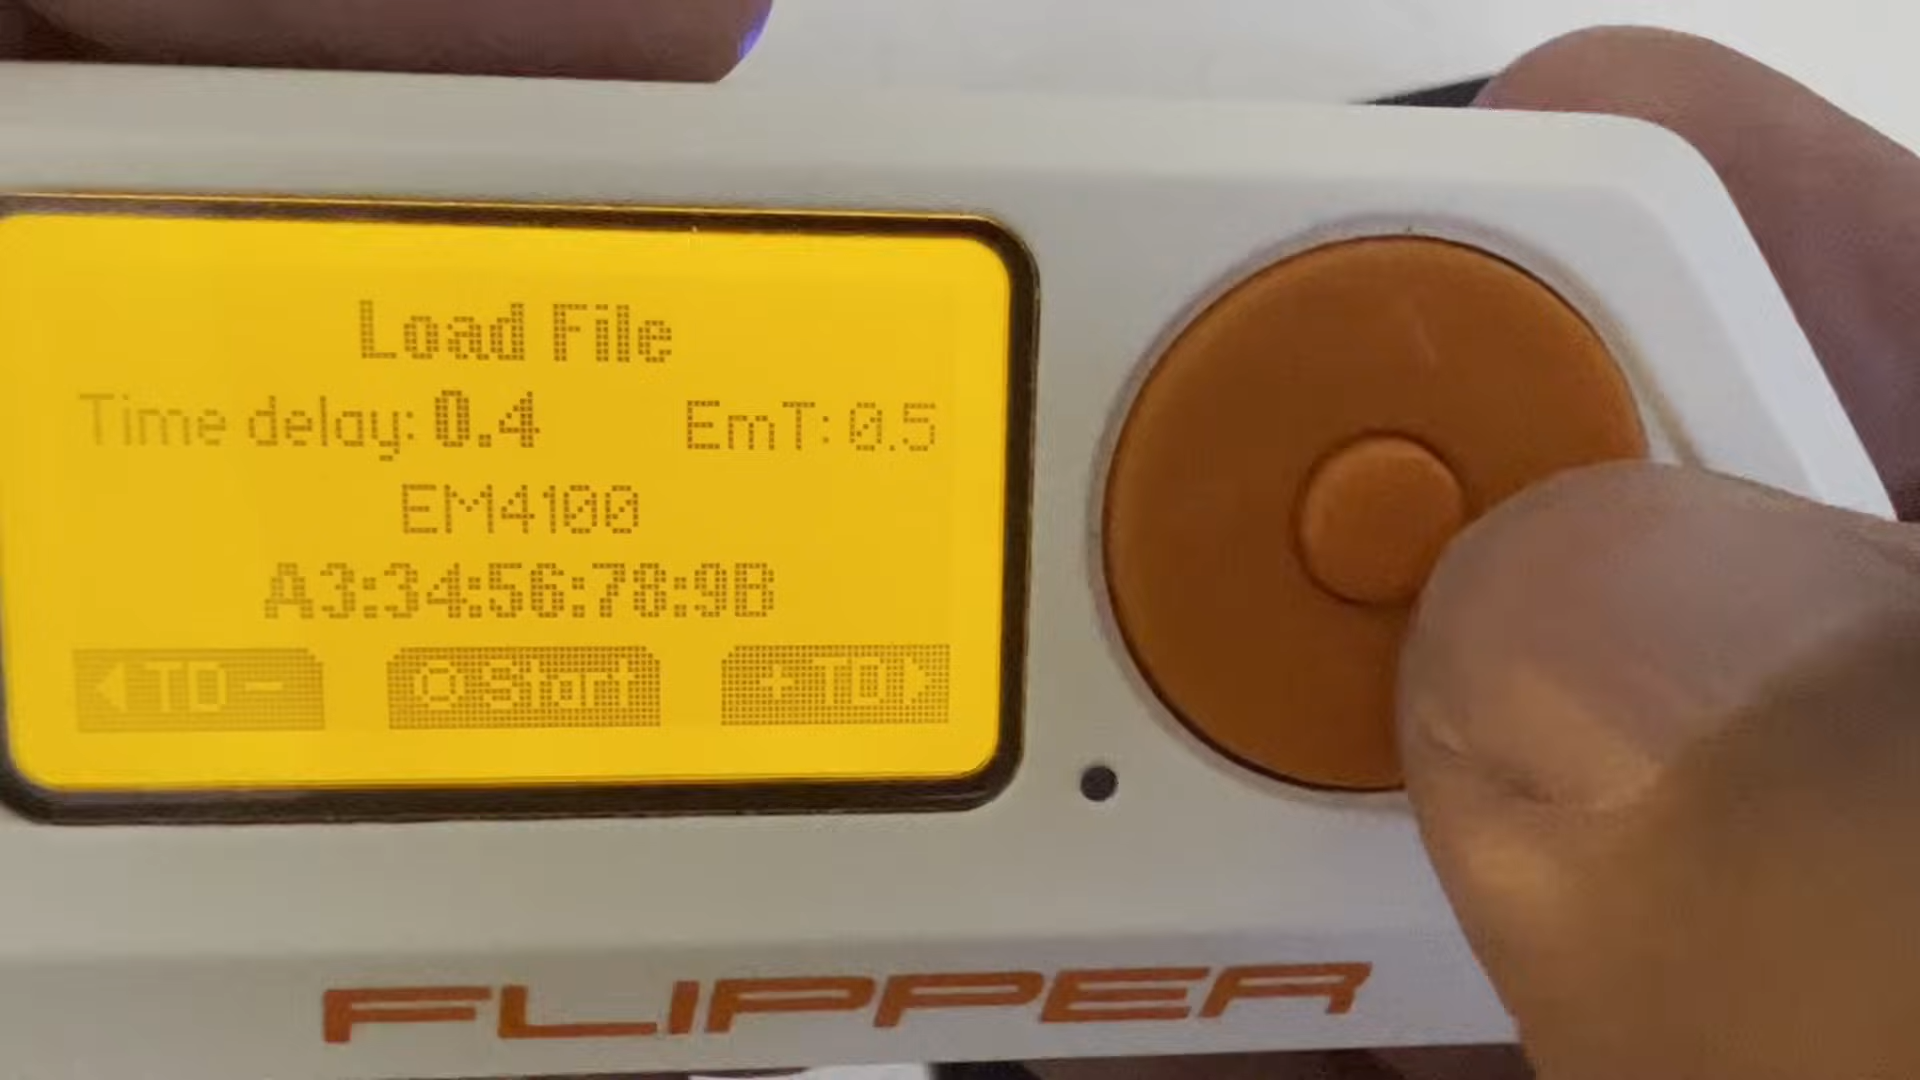 Load File
Time delay: 0.4 EmT: 0.5
EM4100
A3:34:56:78:9B
TD - Start + TD
FLIPPER